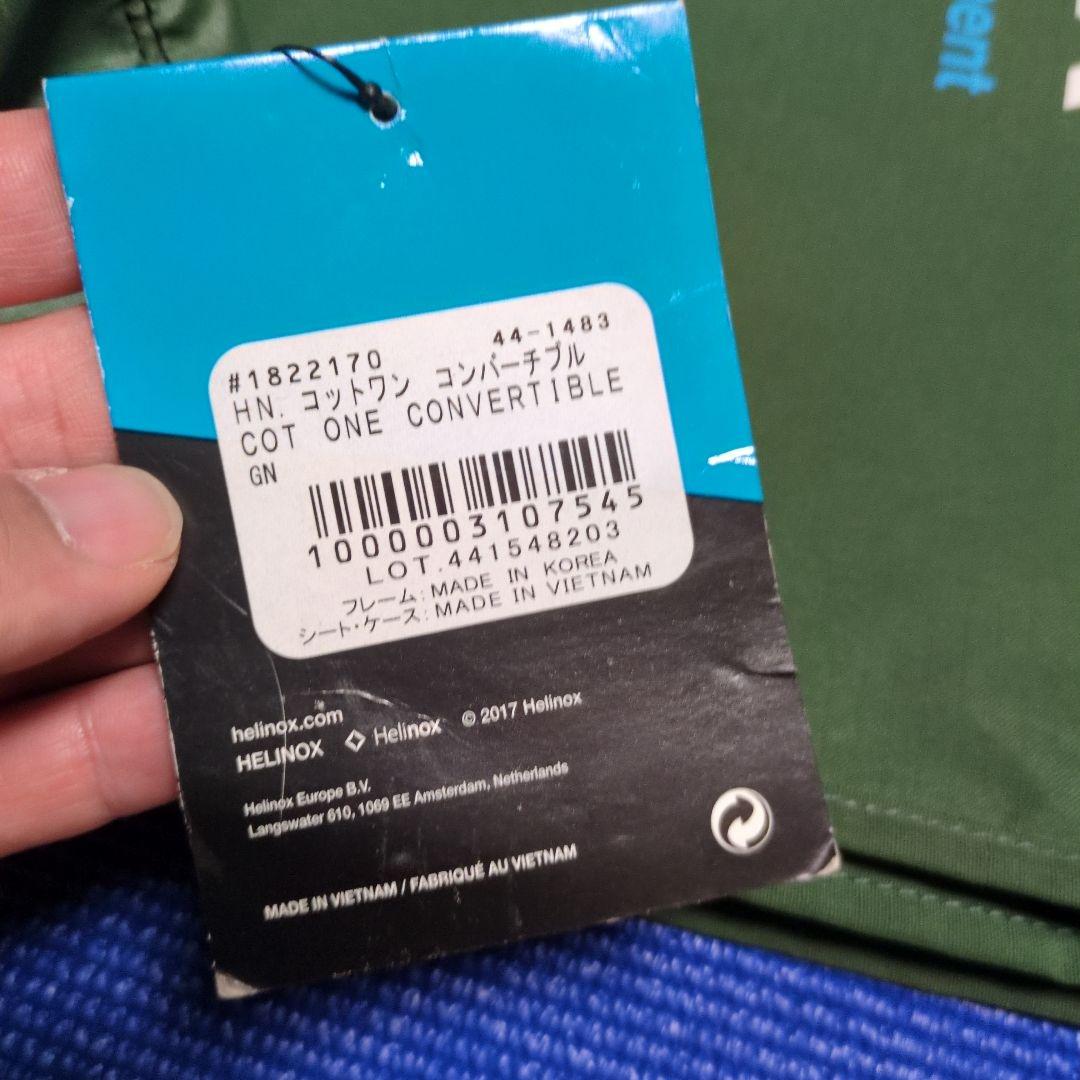 #1822170 44-1483
HN. コットワン コンバーチブル
COT ONE CONVERTIBLE
GN
1000003107545
LOT.441548203
フレーム:MADE IN KOREA
シート・ケース:MADE IN VIETNAM
helinox.com
HELINOX Helinox © 2017 Helinox
Helinox Europe B.V.
Langswater 610, 1069 EE Amsterdam, Netherlands
MADE IN VIETNAM / FABRIQUÉ AU VIETNAM